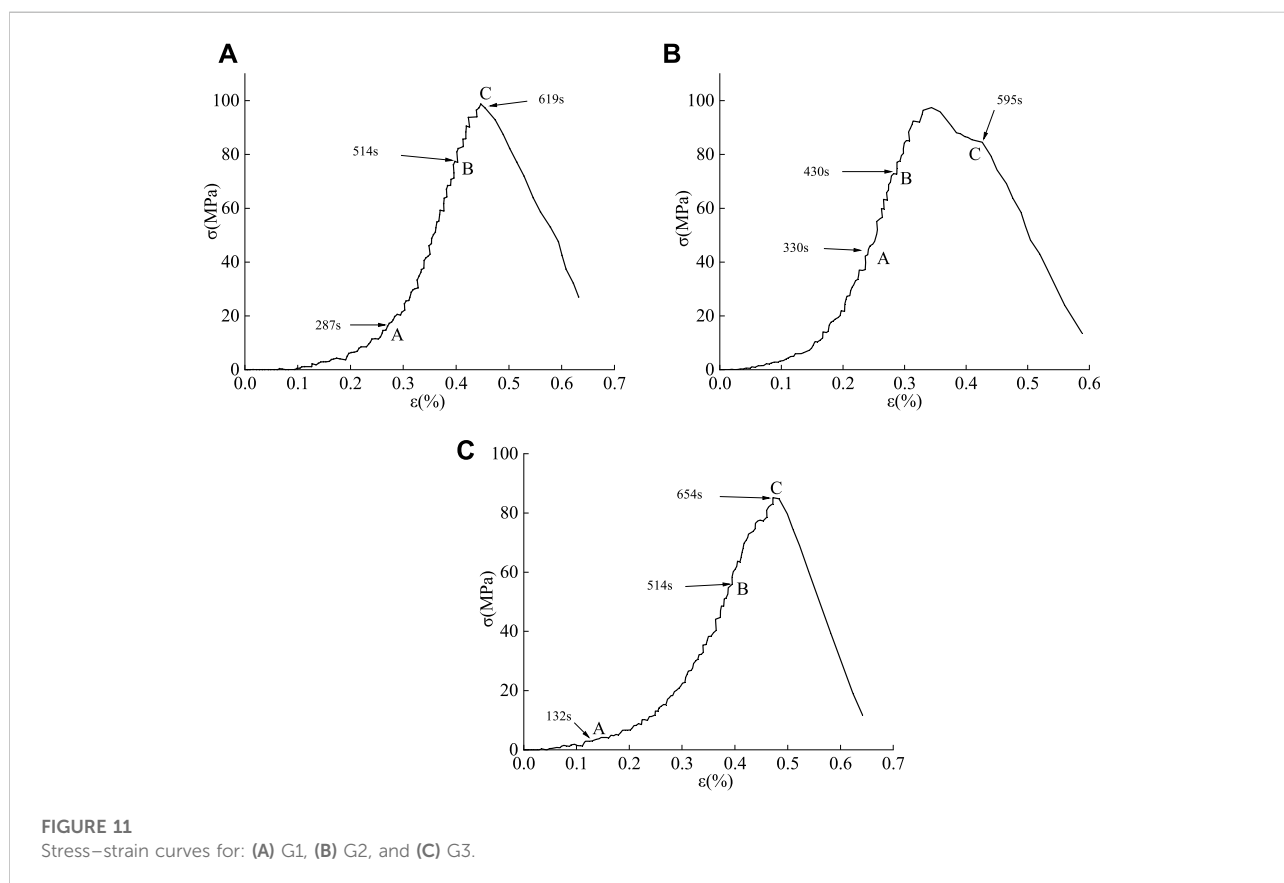 A
100
80
60
40
20
0
σ(MPa)
0.0 0.1 0.2 0.3 0.4 0.5 0.6 0.7
ε(%)
C
619s
514s
B
287s
A
B
100
80
60
40
20
0
σ(MPa)
0.0 0.1 0.2 0.3 0.4 0.5 0.6
ε(%)
595s
C
430s
B
330s
A
C
100
80
60
40
20
0
σ(MPa)
0.0 0.1 0.2 0.3 0.4 0.5 0.6 0.7
ε(%)
C
654s
514s
B
132s
A
FIGURE 11
Stress–strain curves for: (A) G1, (B) G2, and (C) G3.